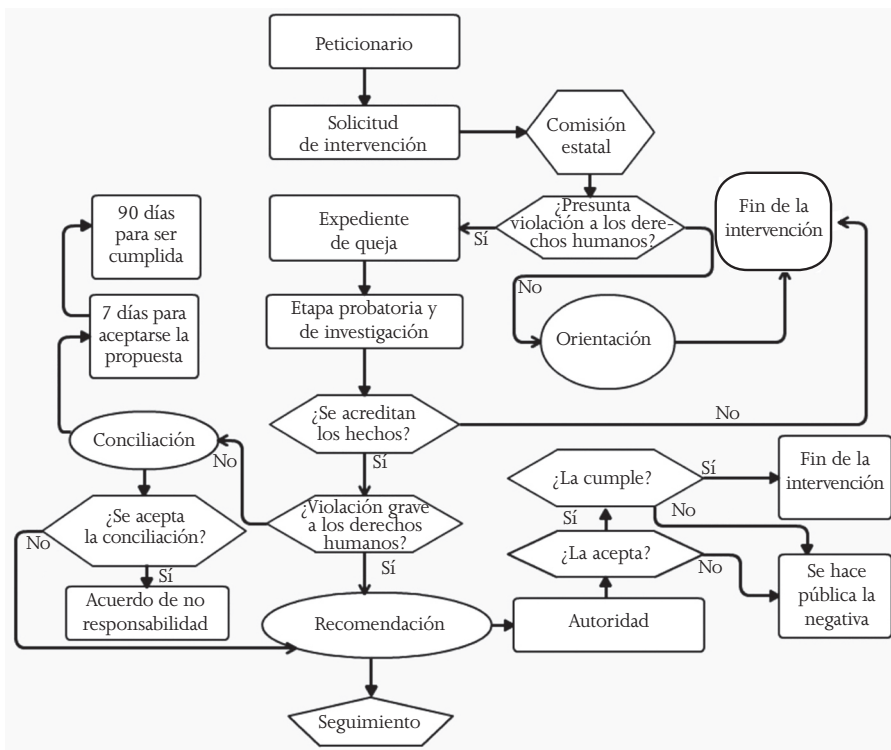 Peticionario
Solicitud
de intervención
Comisión
estatal
¿Presunta
violación a los dere-
chos humanos?
Sí
No
Fin de la
intervención
Expediente
de queja
90 días
para ser
cumplida
7 días para
aceptarse la
propuesta
Etapa probatoria y
de investigación
Orientación
¿Se acreditan
los hechos?
No
Sí
Conciliación
No
¿Violación grave
a los derechos
humanos?
Sí
¿Se acepta
la conciliación?
No
Sí
Acuerdo de no
responsabilidad
Recomendación
Seguimiento
Autoridad
¿La acepta?
Sí
No
¿La cumple?
Sí
No
Fin de la
intervención
Se hace
pública la
negativa